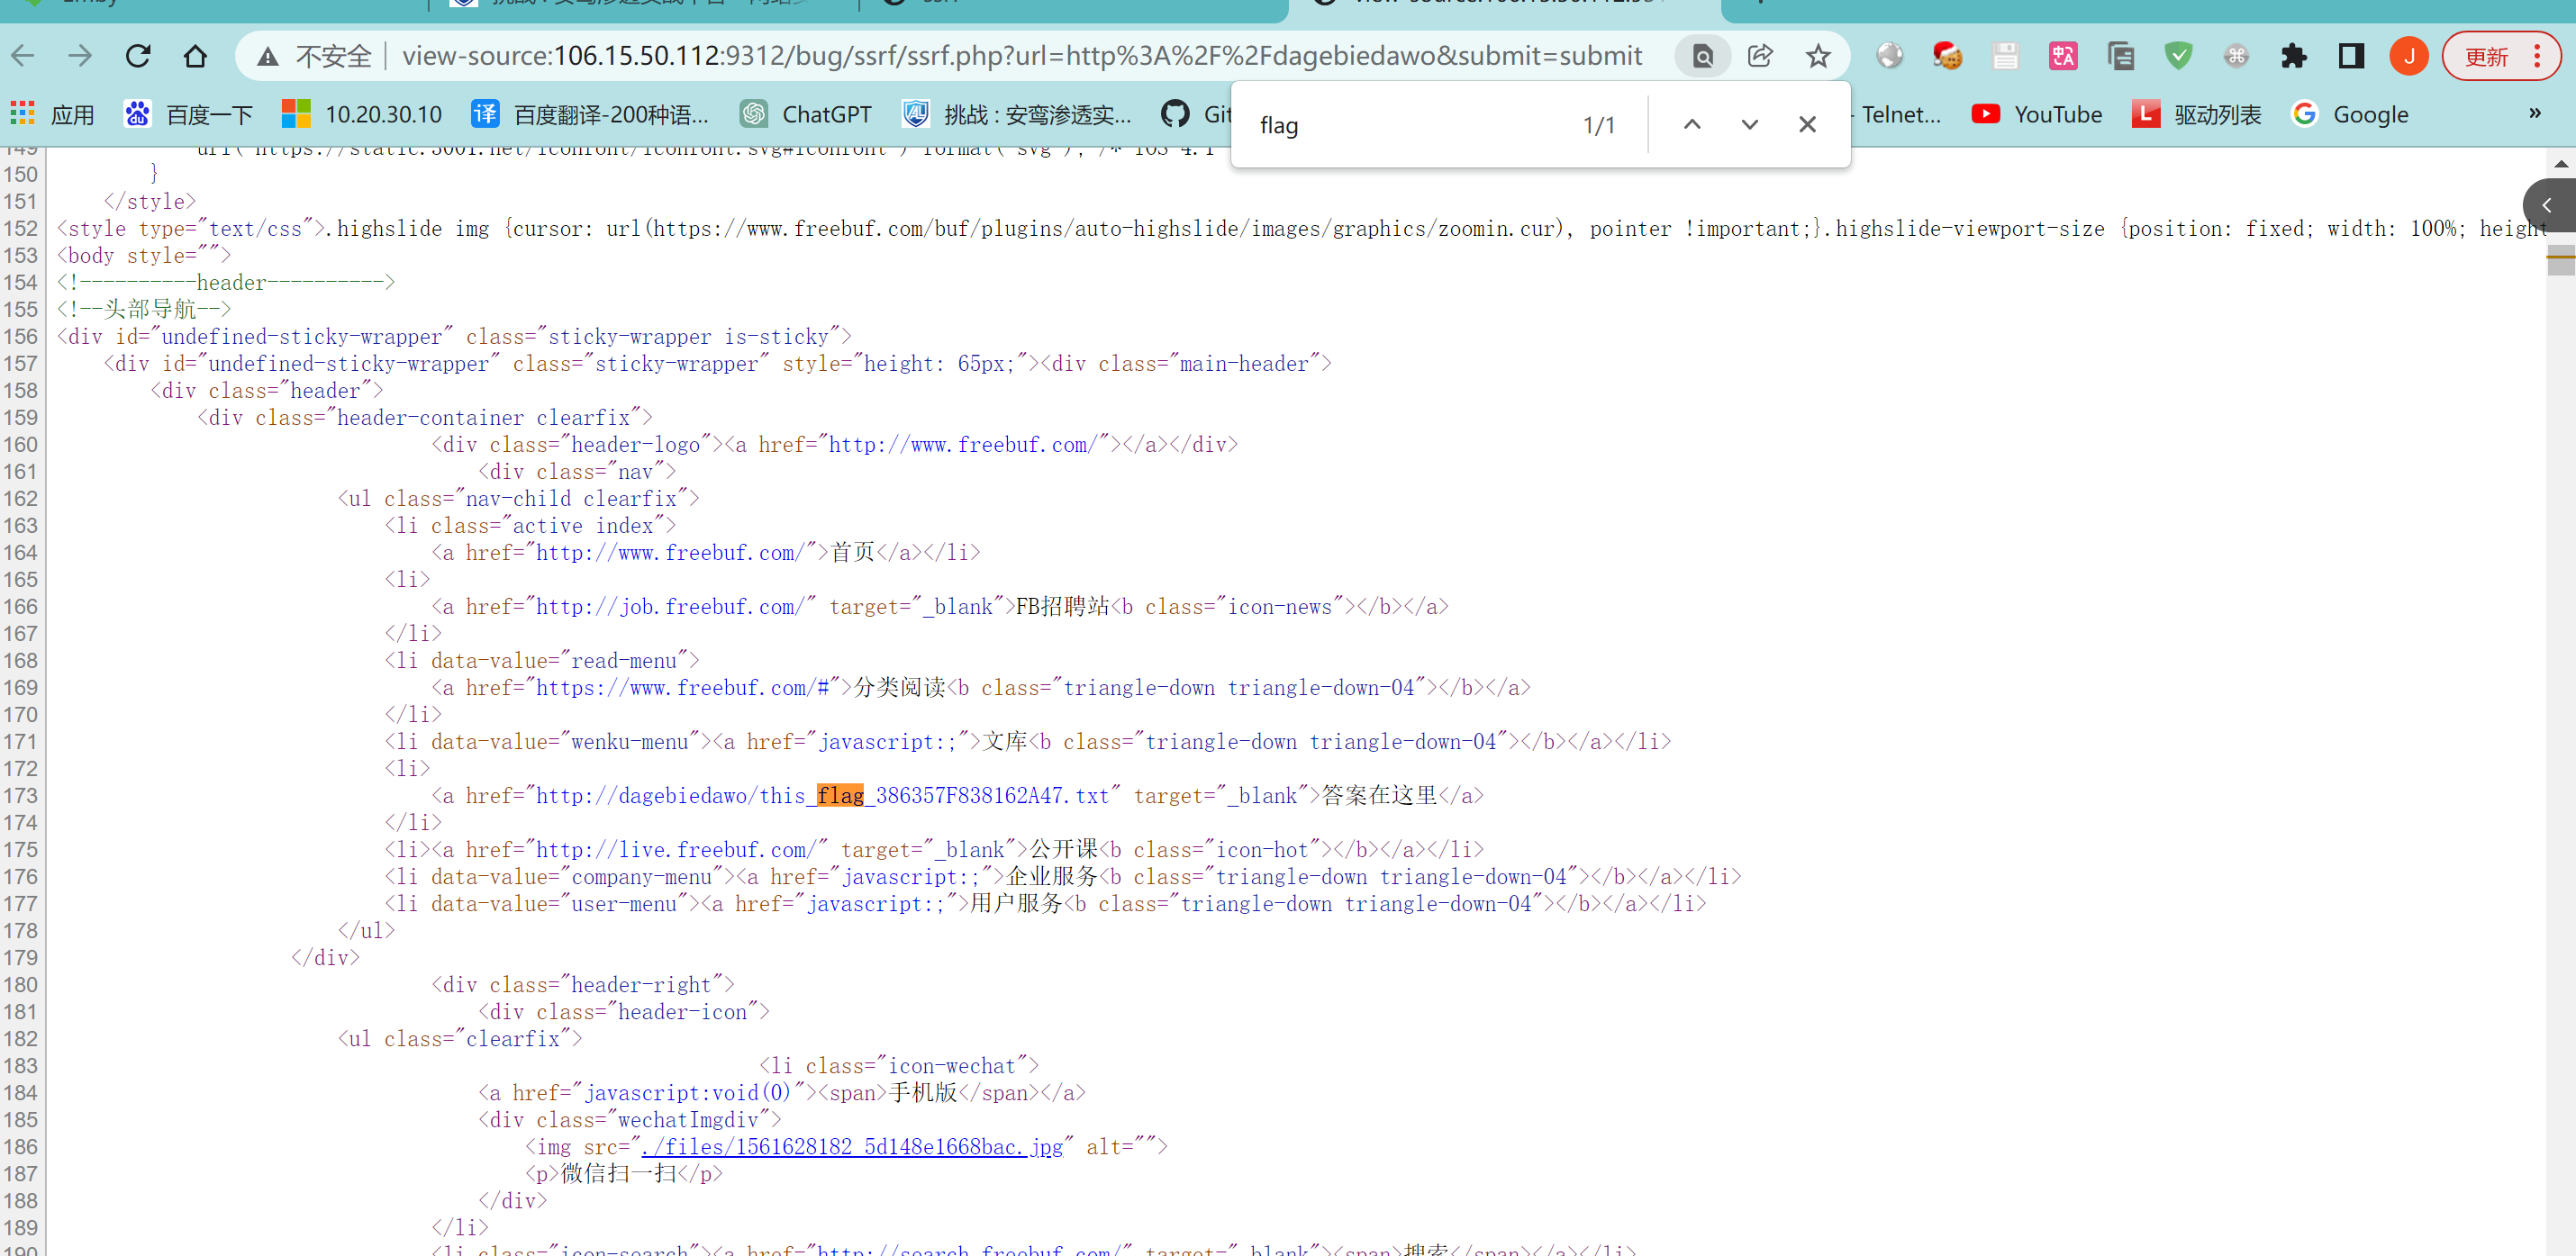 不安全 view-source:106.15.50.112:9312/bug/ssrf/ssrf.php?url=http%3A%2F%2Fdagebiedawo&submit=submit
更新
应用 百度一下 10.20.30.10 百度翻译-200种语... ChatGPT 挑战 : 安鸾渗透实... Git Telnet... YouTube 驱动列表 Google »
flag 1/1
150 }
151 </style>
152 <style type="text/css">.highslide img {cursor: url(https://www.freebuf.com/buf/plugins/auto-highslide/images/graphics/zoomin.cur), pointer !important;}.highslide-viewport-size {position: fixed; width: 100%; height
153 <body style="">
154 <!----------header---------->
155 <!--头部导航-->
156 <div id="undefined-sticky-wrapper" class="sticky-wrapper is-sticky">
157 <div id="undefined-sticky-wrapper" class="sticky-wrapper" style="height: 65px;"><div class="main-header">
158 <div class="header">
159 <div class="header-container clearfix">
160 <div class="header-logo"><a href="http://www.freebuf.com/"></a></div>
161 <div class="nav">
162 <ul class="nav-child clearfix">
163 <li class="active index">
164 <a href="http://www.freebuf.com/">首页</a></li>
165 <li>
166 <a href="http://job.freebuf.com/" target="_blank">FB招聘站<b class="icon-news"></b></a>
167 </li>
168 <li data-value="read-menu">
169 <a href="https://www.freebuf.com/#">分类阅读<b class="triangle-down triangle-down-04"></b></a>
170 </li>
171 <li data-value="wenku-menu"><a href="javascript:;">文库<b class="triangle-down triangle-down-04"></b></a></li>
172 <li>
173 <a href="http://dagebiedawo/this_flag_386357F838162A47.txt" target="_blank">答案在这里</a>
174 </li>
175 <li><a href="http://live.freebuf.com/" target="_blank">公开课<b class="icon-hot"></b></a></li>
176 <li data-value="company-menu"><a href="javascript:;">企业服务<b class="triangle-down triangle-down-04"></b></a></li>
177 <li data-value="user-menu"><a href="javascript:;">用户服务<b class="triangle-down triangle-down-04"></b></a></li>
178 </ul>
179 </div>
180 <div class="header-right">
181 <div class="header-icon">
182 <ul class="clearfix">
183 <li class="icon-wechat">
184 <a href="javascript:void(0)"><span>手机版</span></a>
185 <div class="wechatImgdiv">
186 <img src="./files/1561628182_5d148e1668bac.jpg" alt="">
187 <p>微信扫一扫</p>
188 </div>
189 </li>
190 <li class="icon-search"><a href="http://search.freebuf.com/" target="_blank"><span>搜索</span></a></li>